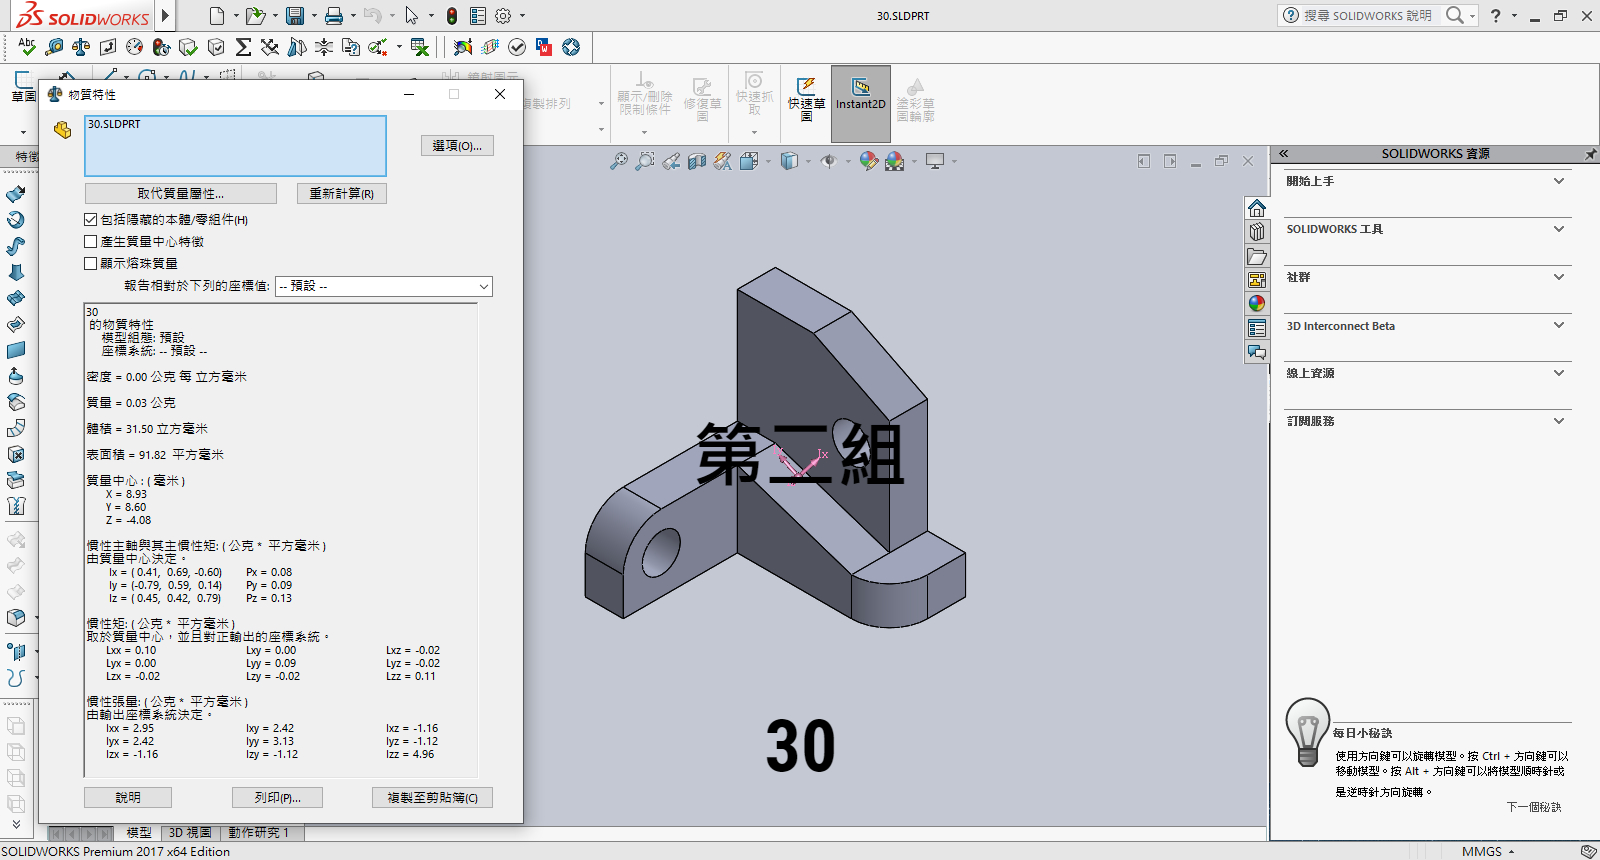 SOLIDWORKS
30.SLDPRT
搜尋 SOLIDWORKS 說明
草圖
鏡射圖元
複製排列
顯示/刪除限制條件
修復草圖
快速抓取
快速草圖
Instant2D
塗彩草圖輪廓
特徵
物質特性
30.SLDPRT
選項(O)...
取代質量屬性...
重新計算(R)
包括隱藏的本體/零組件(H)
產生質量中心特徵
顯示熔珠質量
報告相對於下列的座標值: -- 預設 --
30
的物質特性
模型組態: 預設
座標系統: -- 預設 --
密度 = 0.00 公克 每 立方毫米
質量 = 0.03 公克
體積 = 31.50 立方毫米
表面積 = 91.82 平方毫米
質量中心 : ( 毫米 )
X = 8.93
Y = 8.60
Z = -4.08
慣性主軸與其主慣性矩: ( 公克 * 平方毫米 )
由質量中心決定。
Ix = ( 0.41, 0.69, -0.60) Px = 0.08
Iy = (-0.79, 0.59, 0.14) Py = 0.09
Iz = ( 0.45, 0.42, 0.79) Pz = 0.13
慣性矩: ( 公克 * 平方毫米 )
取於質量中心，並且對正輸出的座標系統。
Lxx = 0.10 Lxy = 0.00 Lxz = -0.02
Lyx = 0.00 Lyy = 0.09 Lyz = -0.02
Lzx = -0.02 Lzy = -0.02 Lzz = 0.11
慣性張量: ( 公克 * 平方毫米 )
由輸出座標系統決定。
Ixx = 2.95 Ixy = 2.42 Ixz = -1.16
Iyx = 2.42 Iyy = 3.13 Iyz = -1.12
Izx = -1.16 Izy = -1.12 Izz = 4.96
說明
列印(P)...
複製至剪貼簿(C)
第三組
Ix
30
SOLIDWORKS 資源
開始上手
SOLIDWORKS 工具
社群
3D Interconnect Beta
線上資源
訂閱服務
每日小秘訣
使用方向鍵可以旋轉模型。按 Ctrl + 方向鍵可以
移動模型。按 Alt + 方向鍵可以將模型順時針或
是逆時針方向旋轉。
下一個秘訣
模型
3D 視圖
動作研究 1
SOLIDWORKS Premium 2017 x64 Edition
MMGS